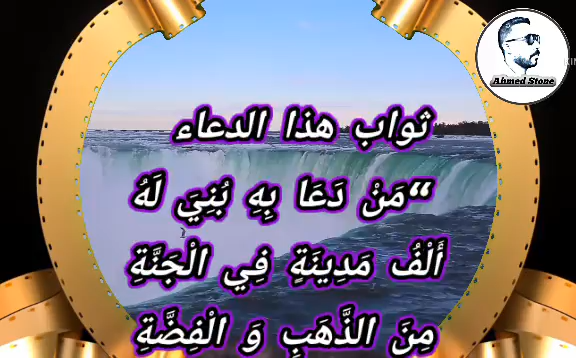 ثواب هذا الدعاء
“مَنْ دَعَا بِهِ بُنِيَ لَهُ
أَلْفُ مَدِينَةٍ فِي الْجَنَّةِ
مِنَ الذَّهَبِ وَ الْفِضَّةِ
Ahmed Stone